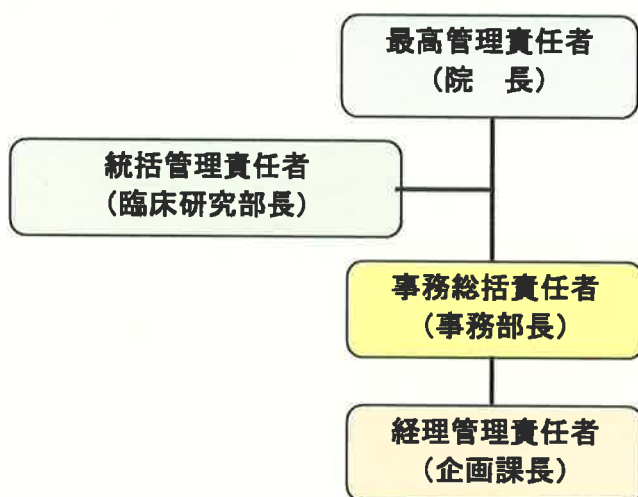 最高管理責任者
（院　長）
統括管理責任者
（臨床研究部長）
事務総括責任者
（事務部長）
経理管理責任者
（企画課長）